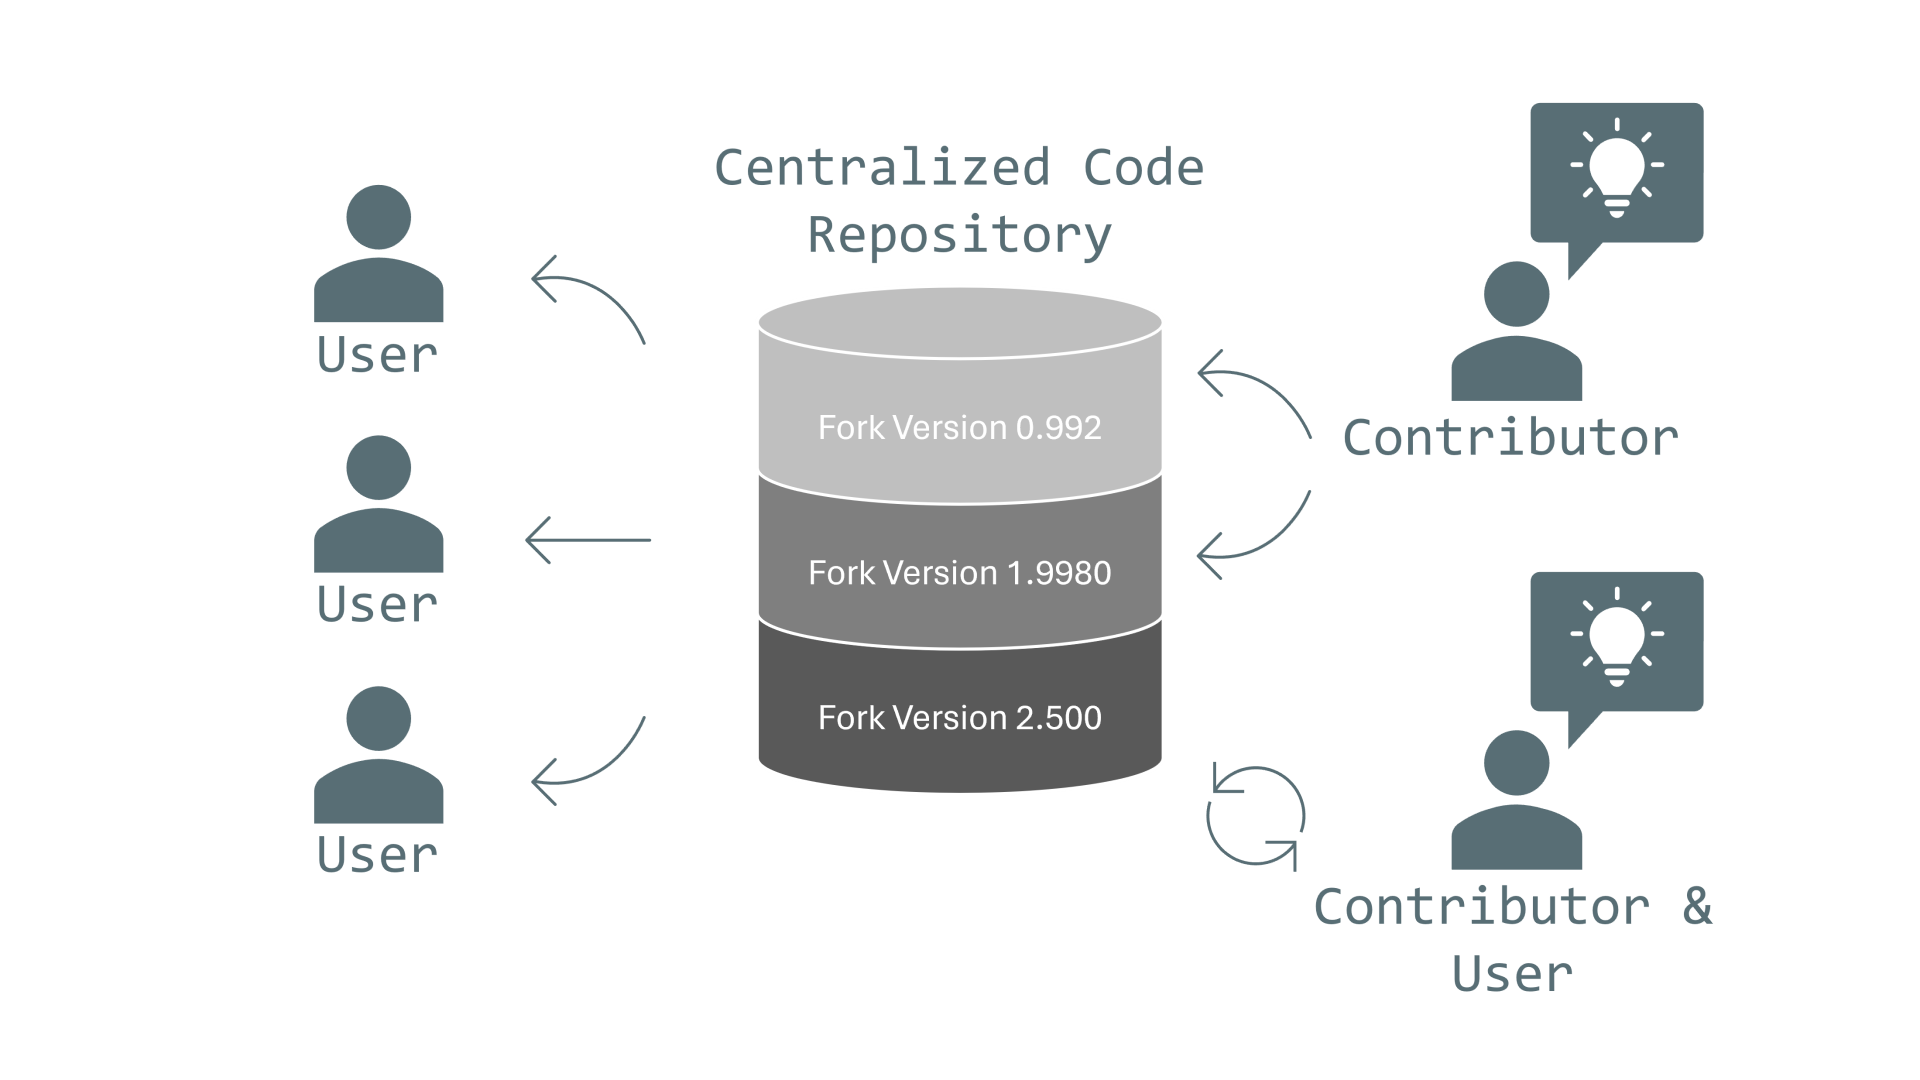 Centralized Code
Repository
User
User
User
Fork Version 0.992
Fork Version 1.9980
Fork Version 2.500
Contributor
Contributor &
User